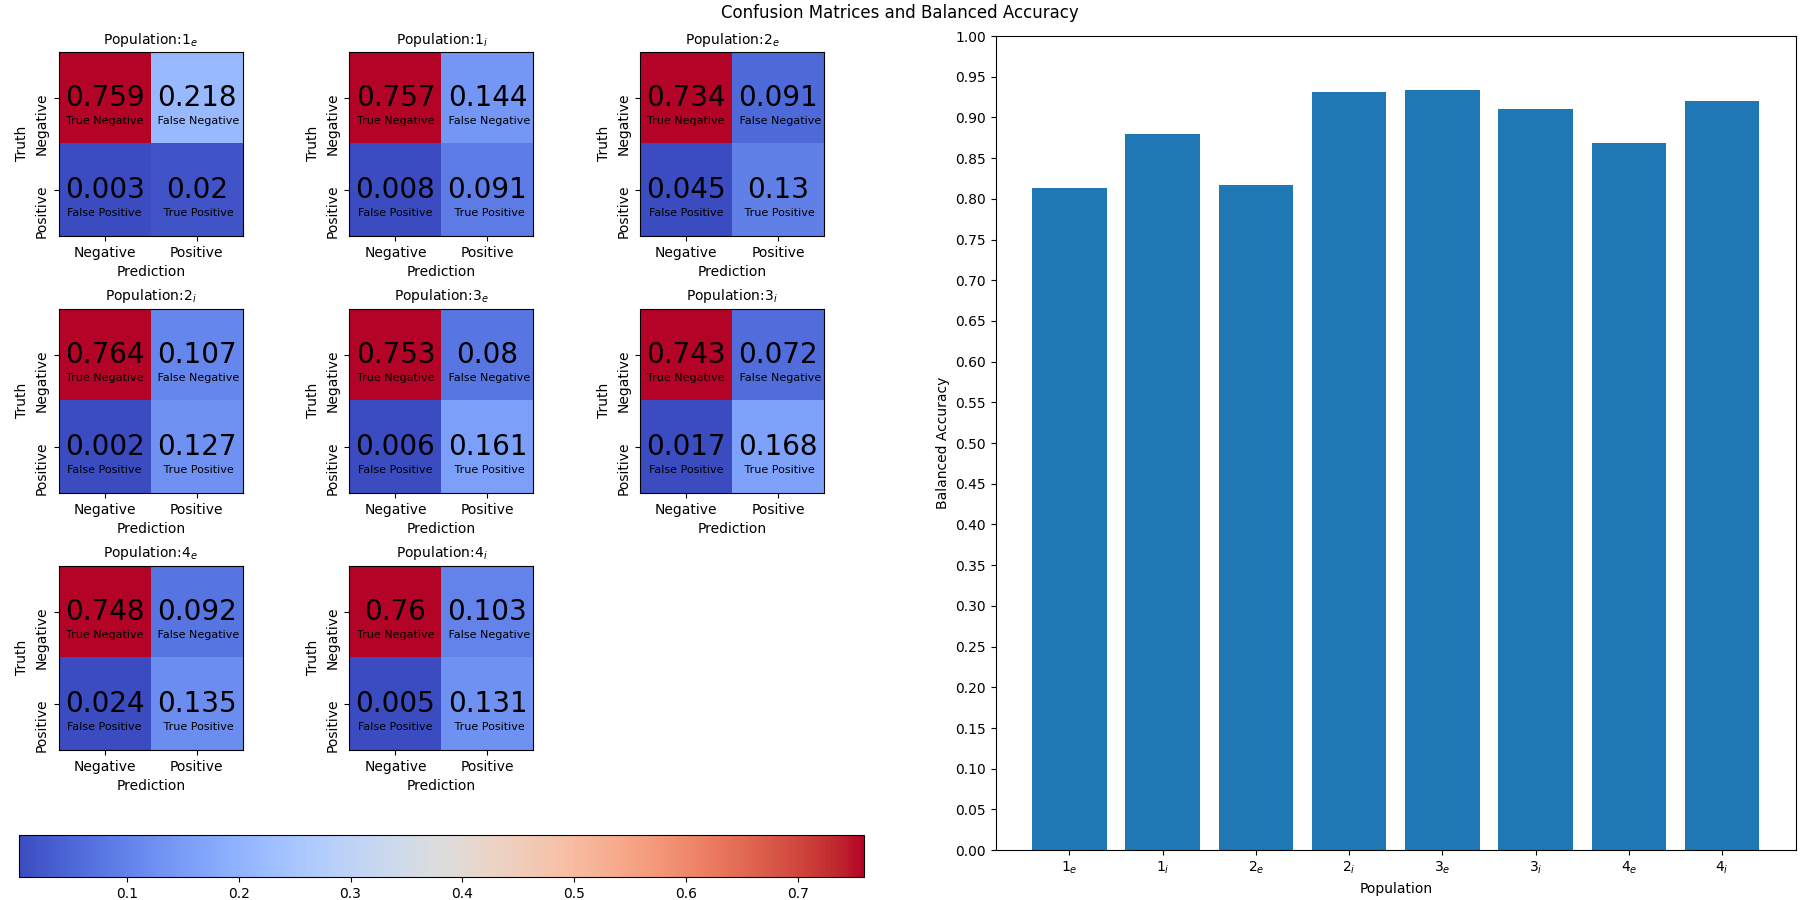 Confusion Matrices and Balanced Accuracy
Population:1e
0.759 0.218
True Negative False Negative
0.003 0.02
False Positive True Positive
Truth
Negative
Positive
Negative Positive
Prediction
Population:1i
0.757 0.144
True Negative False Negative
0.008 0.091
False Positive True Positive
Truth
Negative
Positive
Negative Positive
Prediction
Population:2e
0.734 0.091
True Negative False Negative
0.045 0.13
False Positive True Positive
Truth
Negative
Positive
Negative Positive
Prediction
Population:2i
0.764 0.107
True Negative False Negative
0.002 0.127
False Positive True Positive
Truth
Negative
Positive
Negative Positive
Prediction
Population:3e
0.753 0.08
True Negative False Negative
0.006 0.161
False Positive True Positive
Truth
Negative
Positive
Negative Positive
Prediction
Population:3i
0.743 0.072
True Negative False Negative
0.017 0.168
False Positive True Positive
Truth
Negative
Positive
Negative Positive
Prediction
Population:4e
0.748 0.092
True Negative False Negative
0.024 0.135
False Positive True Positive
Truth
Negative
Positive
Negative Positive
Prediction
Population:4i
0.76 0.103
True Negative False Negative
0.005 0.131
False Positive True Positive
Truth
Negative
Positive
Negative Positive
Prediction
0.1 0.2 0.3 0.4 0.5 0.6 0.7
1.00
0.95
0.90
0.85
0.80
0.75
0.70
0.65
0.60
0.55
0.50
0.45
0.40
0.35
0.30
0.25
0.20
0.15
0.10
0.05
0.00
Balanced Accuracy
1e 1i 2e 2i 3e 3i 4e 4i
Population